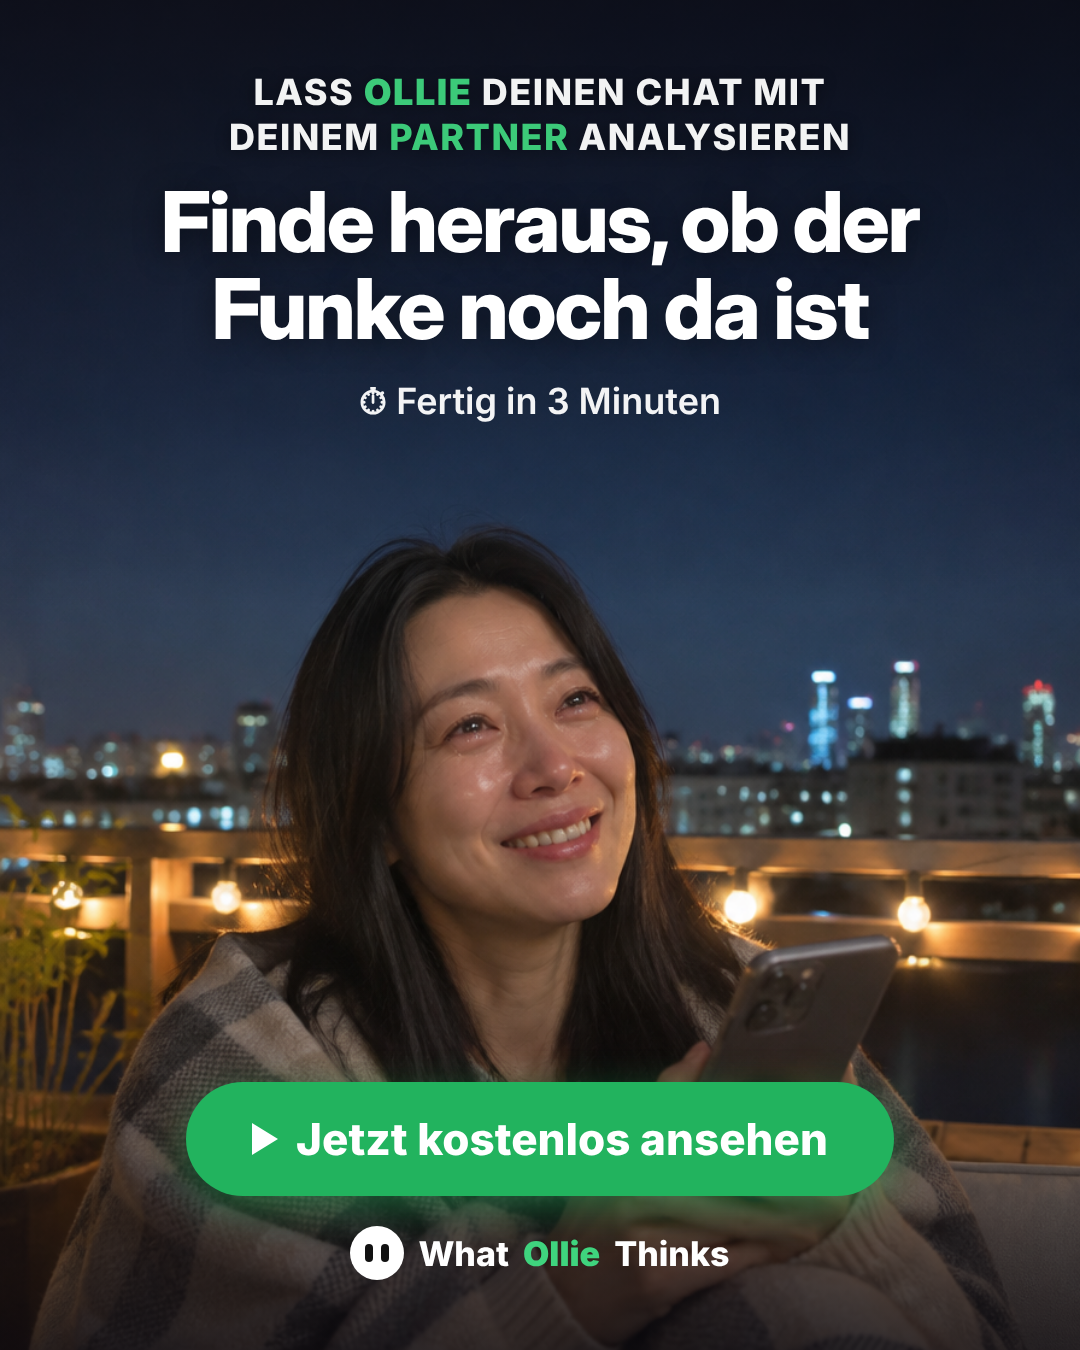 LASS OLLIE DEINEN CHAT MIT
DEINEM PARTNER ANALYSIEREN
Finde heraus, ob der
Funke noch da ist
⏱ Fertig in 3 Minuten
▶ Jetzt kostenlos ansehen
What Ollie Thinks